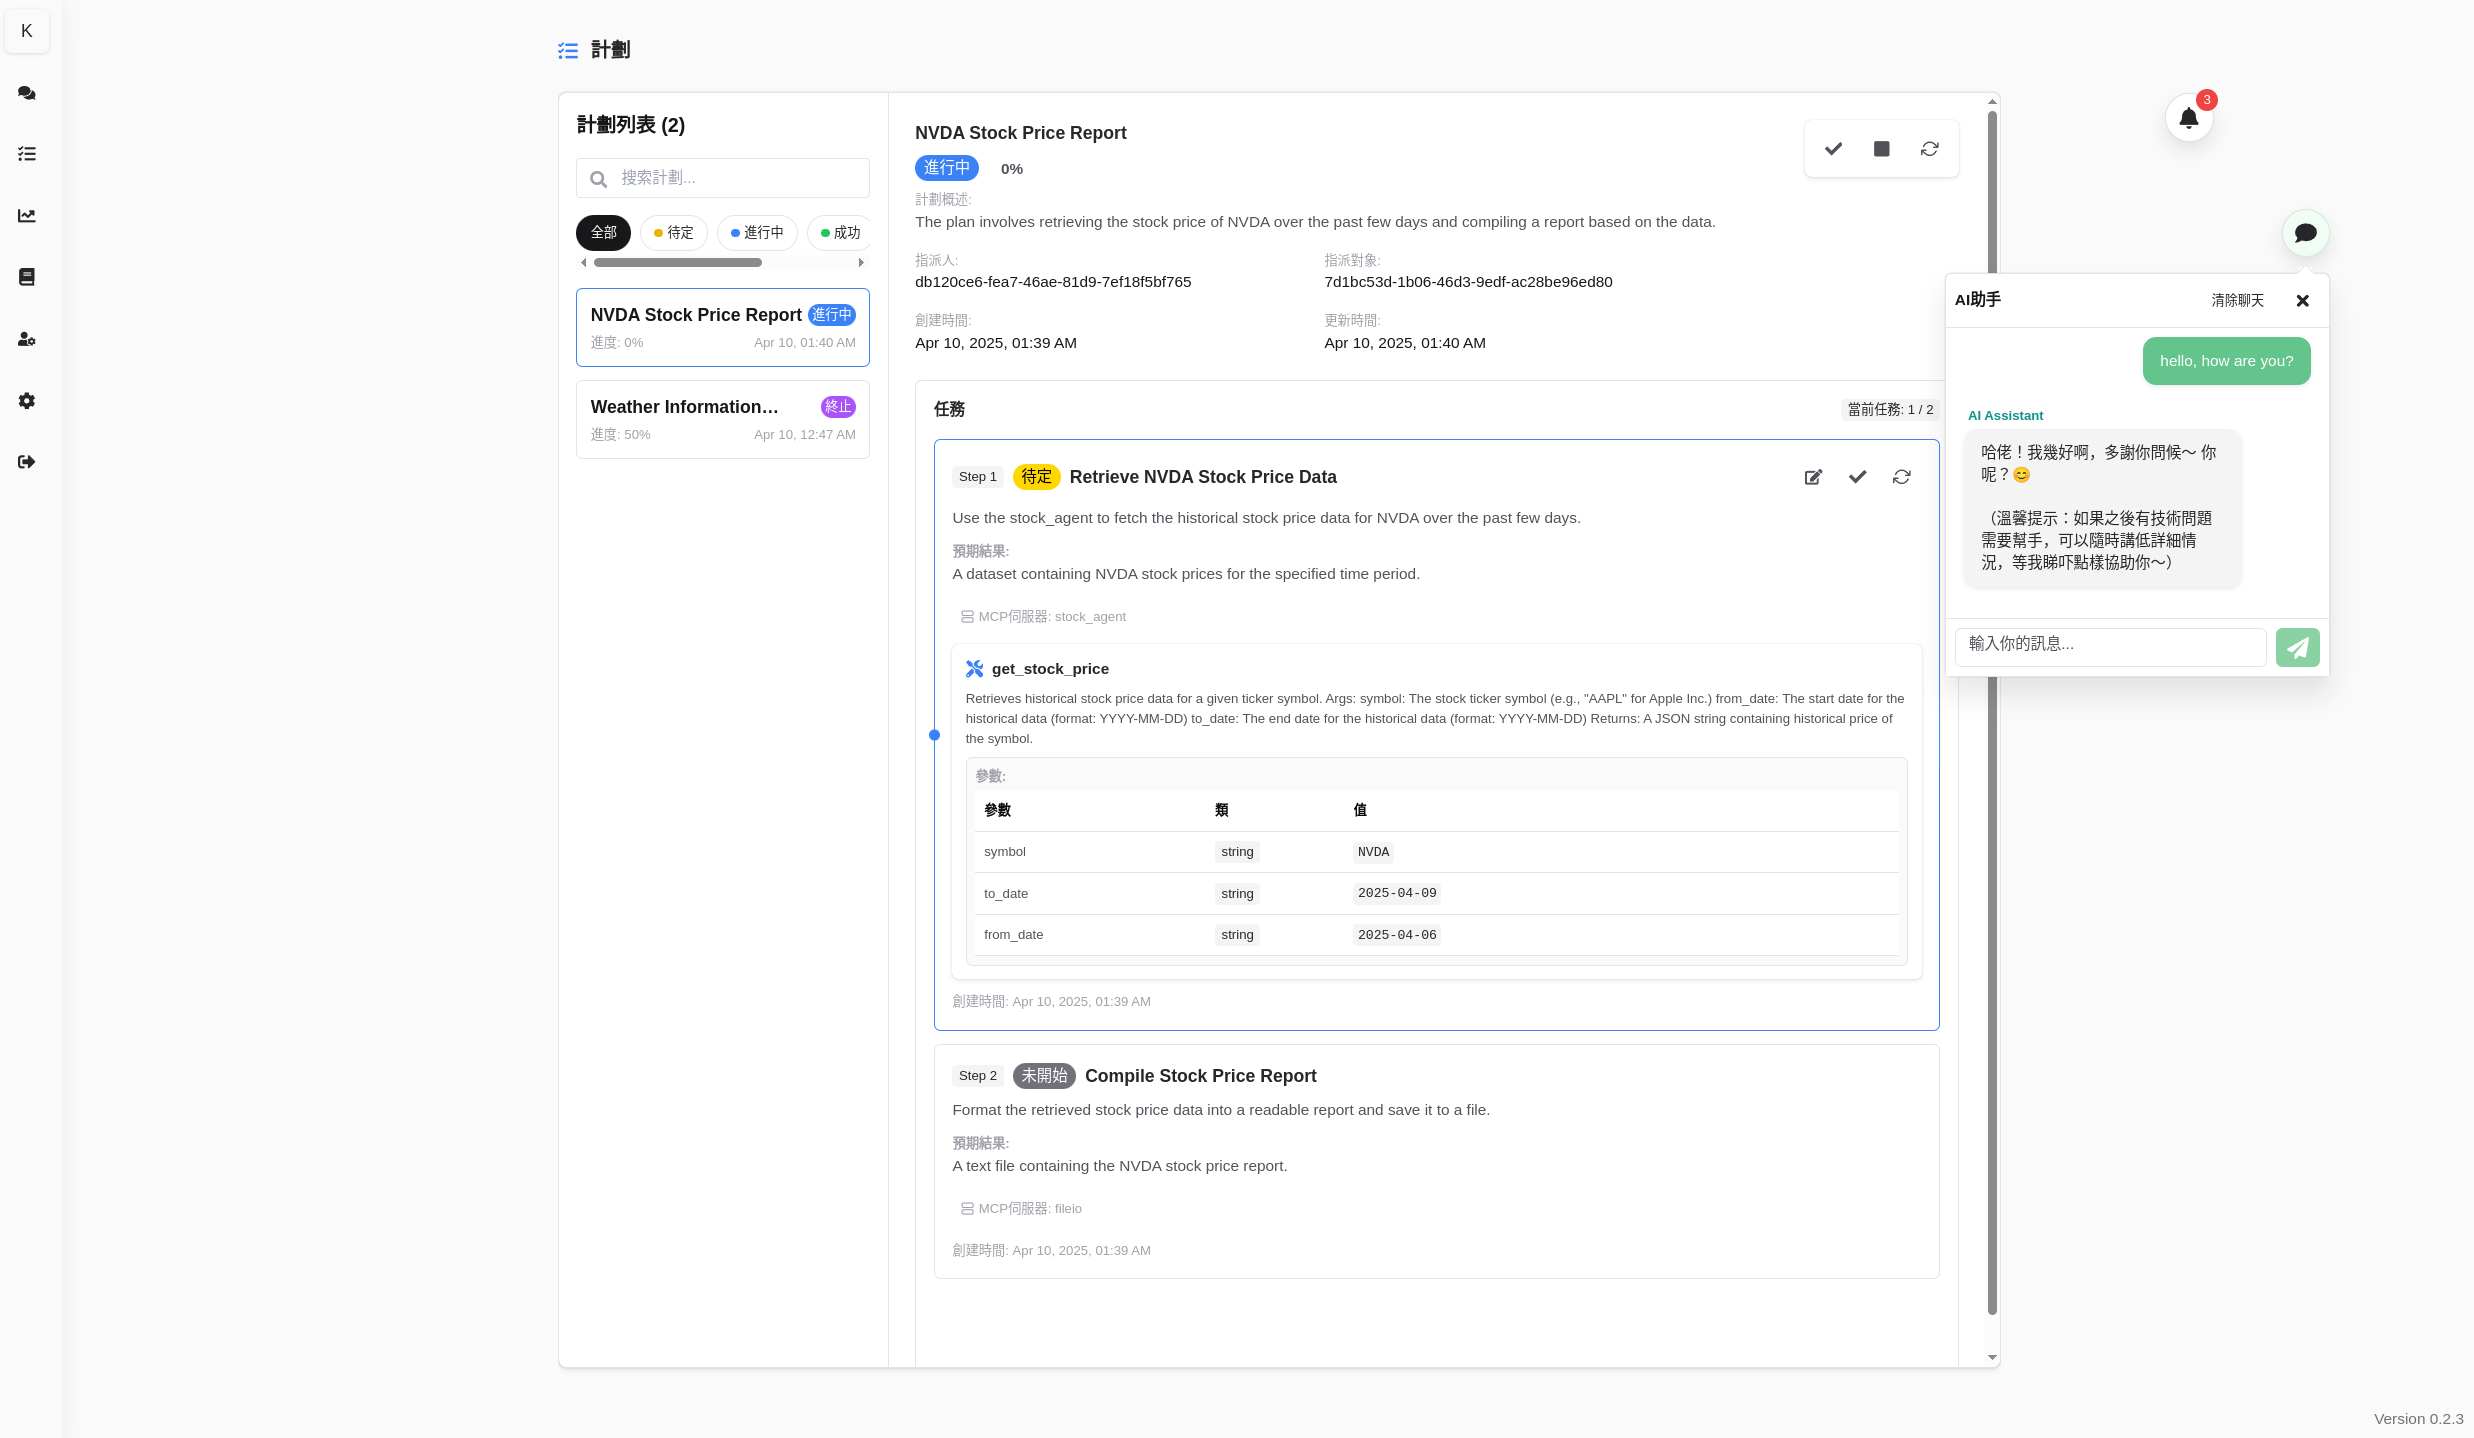 K
計劃
計劃列表 (2)
搜索計劃...
全部
待定
進行中
成功
NVDA Stock Price Report
進行中
進度: 0%
Apr 10, 01:40 AM
Weather Information…
終止
進度: 50%
Apr 10, 12:47 AM
NVDA Stock Price Report
進行中
0%
計劃概述:
The plan involves retrieving the stock price of NVDA over the past few days and compiling a report based on the data.
指派人:
db120ce6-fea7-46ae-81d9-7ef18f5bf765
指派對象:
7d1bc53d-1b06-46d3-9edf-ac28be96ed80
創建時間:
Apr 10, 2025, 01:39 AM
更新時間:
Apr 10, 2025, 01:40 AM
任務
當前任務: 1 / 2
Step 1
待定
Retrieve NVDA Stock Price Data
Use the stock_agent to fetch the historical stock price data for NVDA over the past few days.
預期結果:
A dataset containing NVDA stock prices for the specified time period.
MCP伺服器: stock_agent
get_stock_price
Retrieves historical stock price data for a given ticker symbol. Args: symbol: The stock ticker symbol (e.g., "AAPL" for Apple Inc.) from_date: The start date for the
historical data (format: YYYY-MM-DD) to_date: The end date for the historical data (format: YYYY-MM-DD) Returns: A JSON string containing historical price of
the symbol.
參數:
參數 類 值
symbol string NVDA
to_date string 2025-04-09
from_date string 2025-04-06
創建時間: Apr 10, 2025, 01:39 AM
Step 2
未開始
Compile Stock Price Report
Format the retrieved stock price data into a readable report and save it to a file.
預期結果:
A text file containing the NVDA stock price report.
MCP伺服器: fileio
創建時間: Apr 10, 2025, 01:39 AM
3
AI助手
清除聊天
hello, how are you?
AI Assistant
哈佬！我幾好啊，多謝你問候～ 你
呢？😊
（溫馨提示：如果之後有技術問題
需要幫手，可以隨時講低詳細情
況，等我睇吓點樣協助你～）
輸入你的訊息...
Version 0.2.3